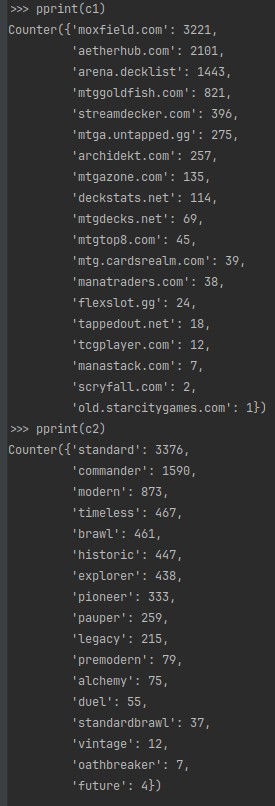 >>> pprint(c1)
Counter({'moxfield.com': 3221,
         'aetherhub.com': 2101,
         'arena.decklist': 1443,
         'mtggoldfish.com': 821,
         'streamdecker.com': 396,
         'mtga.untapped.gg': 275,
         'archidekt.com': 257,
         'mtgazone.com': 135,
         'deckstats.net': 114,
         'mtgdecks.net': 69,
         'mtgtop8.com': 45,
         'mtg.cardsrealm.com': 39,
         'manatraders.com': 38,
         'flexslot.gg': 24,
         'tappedout.net': 18,
         'tcgplayer.com': 12,
         'manastack.com': 7,
         'scryfall.com': 2,
         'old.starcitygames.com': 1})
>>> pprint(c2)
Counter({'standard': 3376,
         'commander': 1590,
         'modern': 873,
         'timeless': 467,
         'brawl': 461,
         'historic': 447,
         'explorer': 438,
         'pioneer': 333,
         'pauper': 259,
         'legacy': 215,
         'premodern': 79,
         'alchemy': 75,
         'duel': 55,
         'standardbrawl': 37,
         'vintage': 12,
         'oathbreaker': 7,
         'future': 4})